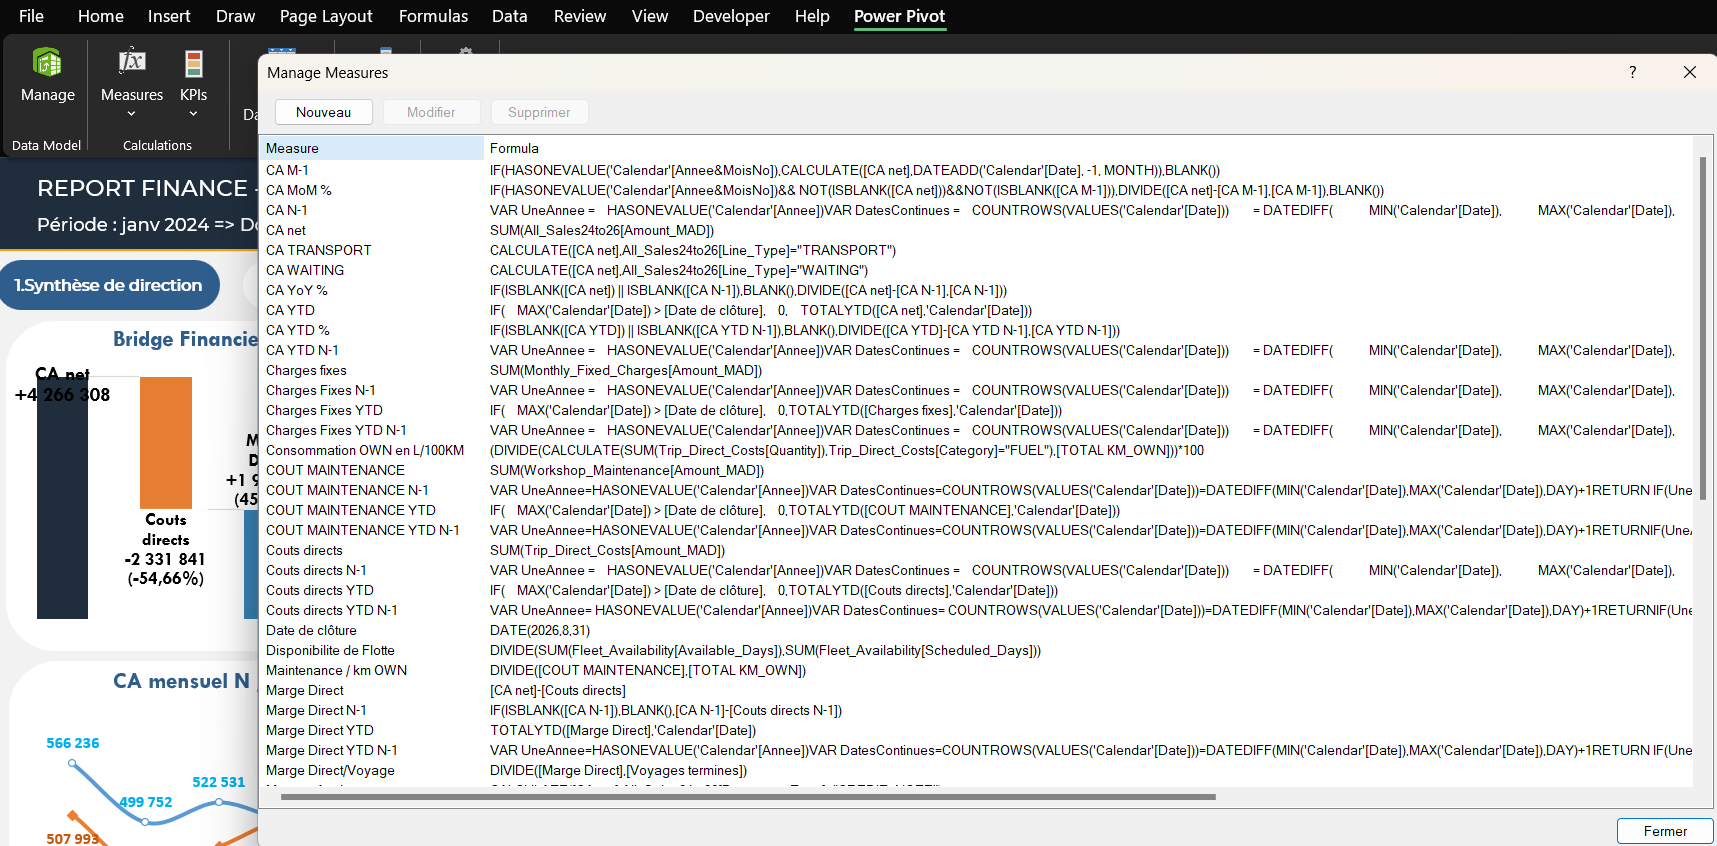 File Home Insert Draw Page Layout Formulas Data Review View Developer Help Power Pivot
Manage
Measures
KPIs
Data Model
Calculations
Manage Measures
?
Nouveau Modifier Supprimer
Measure Formula
CA M-1 IF(HASONEVALUE('Calendar'[Annee&MoisNo]),CALCULATE([CA net],DATEADD('Calendar'[Date], -1, MONTH)),BLANK())
CA MoM % IF(HASONEVALUE('Calendar'[Annee&MoisNo])&& NOT(ISBLANK([CA net]))&&NOT(ISBLANK([CA M-1])),DIVIDE([CA net]-[CA M-1],[CA M-1]),BLANK())
CA N-1 VAR UneAnnee = HASONEVALUE('Calendar'[Annee])VAR DatesContinues = COUNTROWS(VALUES('Calendar'[Date])) = DATEDIFF( MIN('Calendar'[Date]), MAX('Calendar'[Date]),
CA net SUM(All_Sales24to26[Amount_MAD])
CA TRANSPORT CALCULATE([CA net],All_Sales24to26[Line_Type]="TRANSPORT")
CA WAITING CALCULATE([CA net],All_Sales24to26[Line_Type]="WAITING")
CA YoY % IF(ISBLANK([CA net]) || ISBLANK([CA N-1]),BLANK(),DIVIDE([CA net]-[CA N-1],[CA N-1]))
CA YTD IF( MAX('Calendar'[Date]) > [Date de clôture], 0, TOTALYTD([CA net],'Calendar'[Date]))
CA YTD % IF(ISBLANK([CA YTD]) || ISBLANK([CA YTD N-1]),BLANK(),DIVIDE([CA YTD]-[CA YTD N-1],[CA YTD N-1]))
CA YTD N-1 VAR UneAnnee = HASONEVALUE('Calendar'[Annee])VAR DatesContinues = COUNTROWS(VALUES('Calendar'[Date])) = DATEDIFF( MIN('Calendar'[Date]), MAX('Calendar'[Date]),
Charges fixes SUM(Monthly_Fixed_Charges[Amount_MAD])
Charges Fixes N-1 VAR UneAnnee = HASONEVALUE('Calendar'[Annee])VAR DatesContinues = COUNTROWS(VALUES('Calendar'[Date])) = DATEDIFF( MIN('Calendar'[Date]), MAX('Calendar'[Date]),
Charges Fixes YTD IF( MAX('Calendar'[Date]) > [Date de clôture], 0,TOTALYTD([Charges fixes],'Calendar'[Date]))
Charges Fixes YTD N-1 VAR UneAnnee = HASONEVALUE('Calendar'[Annee])VAR DatesContinues = COUNTROWS(VALUES('Calendar'[Date])) = DATEDIFF( MIN('Calendar'[Date]), MAX('Calendar'[Date]),
Consommation OWN en L/100KM (DIVIDE(CALCULATE(SUM(Trip_Direct_Costs[Quantity]),Trip_Direct_Costs[Category]="FUEL"),[TOTAL KM_OWN]))*100
COUT MAINTENANCE SUM(Workshop_Maintenance[Amount_MAD])
COUT MAINTENANCE N-1 VAR UneAnnee=HASONEVALUE('Calendar'[Annee])VAR DatesContinues=COUNTROWS(VALUES('Calendar'[Date]))=DATEDIFF(MIN('Calendar'[Date]),MAX('Calendar'[Date]),DAY)+1RETURN IF(Une
COUT MAINTENANCE YTD IF( MAX('Calendar'[Date]) > [Date de clôture], 0,TOTALYTD([COUT MAINTENANCE],'Calendar'[Date]))
COUT MAINTENANCE YTD N-1 VAR UneAnnee=HASONEVALUE('Calendar'[Annee])VAR DatesContinues=COUNTROWS(VALUES('Calendar'[Date]))=DATEDIFF(MIN('Calendar'[Date]),MAX('Calendar'[Date]),DAY)+1RETURNIF(UneA
Couts directs SUM(Trip_Direct_Costs[Amount_MAD])
Couts directs N-1 VAR UneAnnee = HASONEVALUE('Calendar'[Annee])VAR DatesContinues = COUNTROWS(VALUES('Calendar'[Date])) = DATEDIFF( MIN('Calendar'[Date]), MAX('Calendar'[Date]),
Couts directs YTD IF( MAX('Calendar'[Date]) > [Date de clôture], 0,TOTALYTD([Couts directs],'Calendar'[Date]))
Couts directs YTD N-1 VAR UneAnnee= HASONEVALUE('Calendar'[Annee])VAR DatesContinues= COUNTROWS(VALUES('Calendar'[Date]))=DATEDIFF(MIN('Calendar'[Date]),MAX('Calendar'[Date]),DAY)+1RETURNIF(Une
Date de clôture DATE(2026,8,31)
Disponibilite de Flotte DIVIDE(SUM(Fleet_Availability[Available_Days]),SUM(Fleet_Availability[Scheduled_Days]))
Maintenance / km OWN DIVIDE([COUT MAINTENANCE],[TOTAL KM_OWN])
Marge Direct [CA net]-[Couts directs]
Marge Direct N-1 IF(ISBLANK([CA N-1]),BLANK(),[CA N-1]-[Couts directs N-1])
Marge Direct YTD TOTALYTD([Marge Direct],'Calendar'[Date])
Marge Direct YTD N-1 VAR UneAnnee=HASONEVALUE('Calendar'[Annee])VAR DatesContinues=COUNTROWS(VALUES('Calendar'[Date]))=DATEDIFF(MIN('Calendar'[Date]),MAX('Calendar'[Date]),DAY)+1RETURN IF(Une
Marge Direct/Voyage DIVIDE([Marge Direct],[Voyages termines])
Fermer
REPORT FINANCE -
Période : janv 2024 =>
1.Synthèse de direction
Bridge Financie
CA net
+4 266 308
Couts
directs
-2 331 841
(-54,66%)
M
D
+1 9
(45
CA mensuel N
566 236
499 752
522 531
507 993